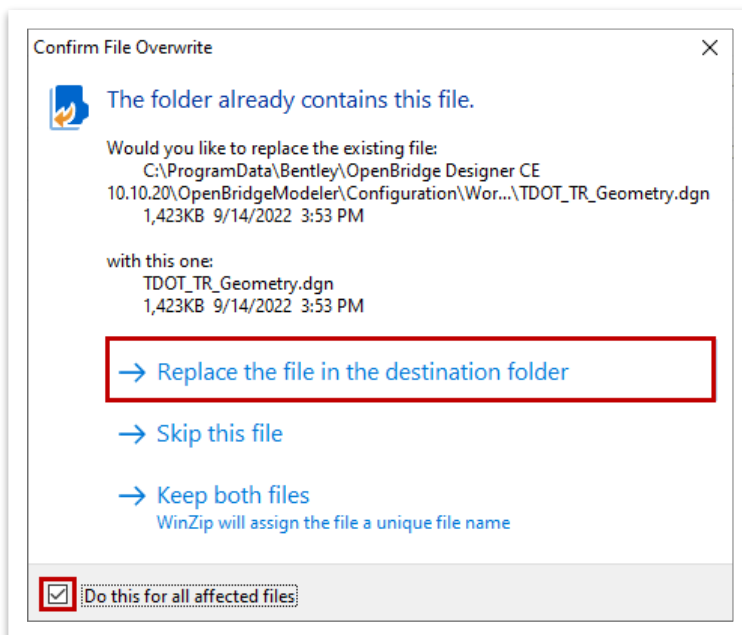 Confirm File Overwrite
The folder already contains this file.
Would you like to replace the existing file:
C:\ProgramData\Bentley\OpenBridge Designer CE
10.10.20\OpenBridgeModeler\Configuration\Wor...\TDOT_TR_Geometry.dgn
1,423KB 9/14/2022 3:53 PM
with this one:
TDOT_TR_Geometry.dgn
1,423KB 9/14/2022 3:53 PM
Replace the file in the destination folder
Skip this file
Keep both files
WinZip will assign the file a unique file name
Do this for all affected files